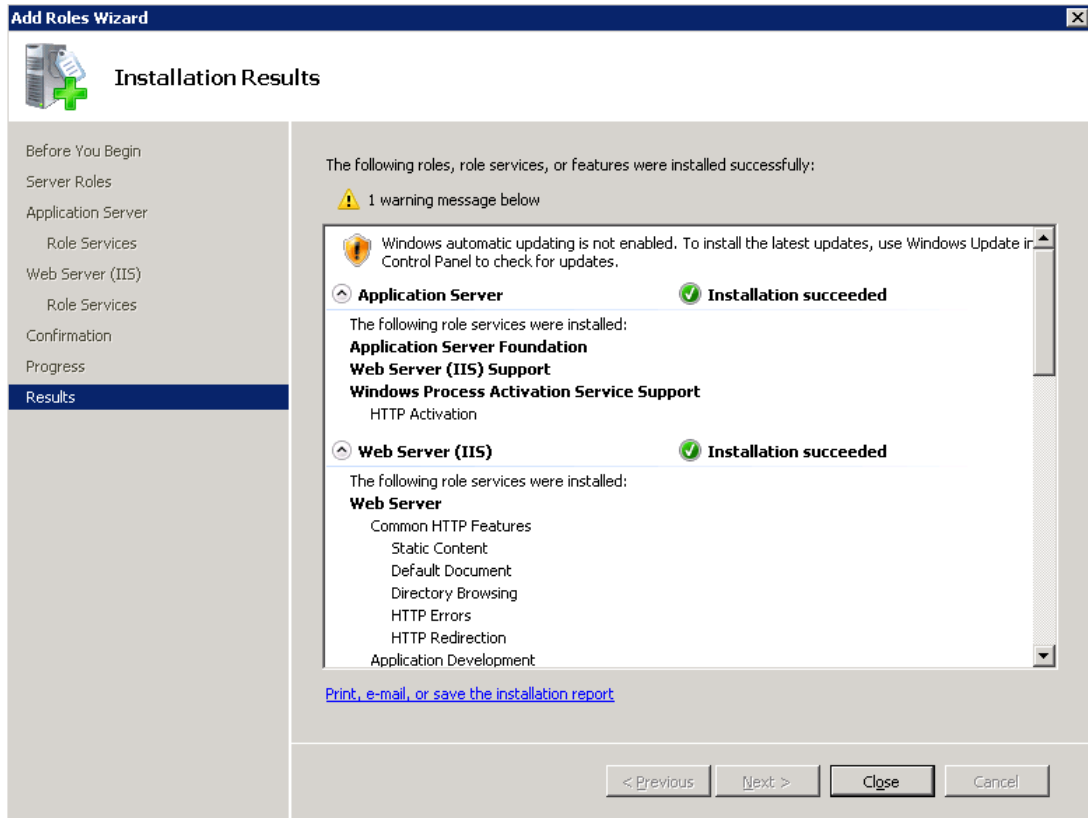 Add Roles Wizard
Installation Results
Before You Begin
Server Roles
Application Server
Role Services
Web Server (IIS)
Role Services
Confirmation
Progress
Results
The following roles, role services, or features were installed successfully:
1 warning message below
Windows automatic updating is not enabled. To install the latest updates, use Windows Update in
Control Panel to check for updates.
Application Server Installation succeeded
The following role services were installed:
Application Server Foundation
Web Server (IIS) Support
Windows Process Activation Service Support
HTTP Activation
Web Server (IIS) Installation succeeded
The following role services were installed:
Web Server
Common HTTP Features
Static Content
Default Document
Directory Browsing
HTTP Errors
HTTP Redirection
Application Development
Print, e-mail, or save the installation report
< Previous Next > Close Cancel